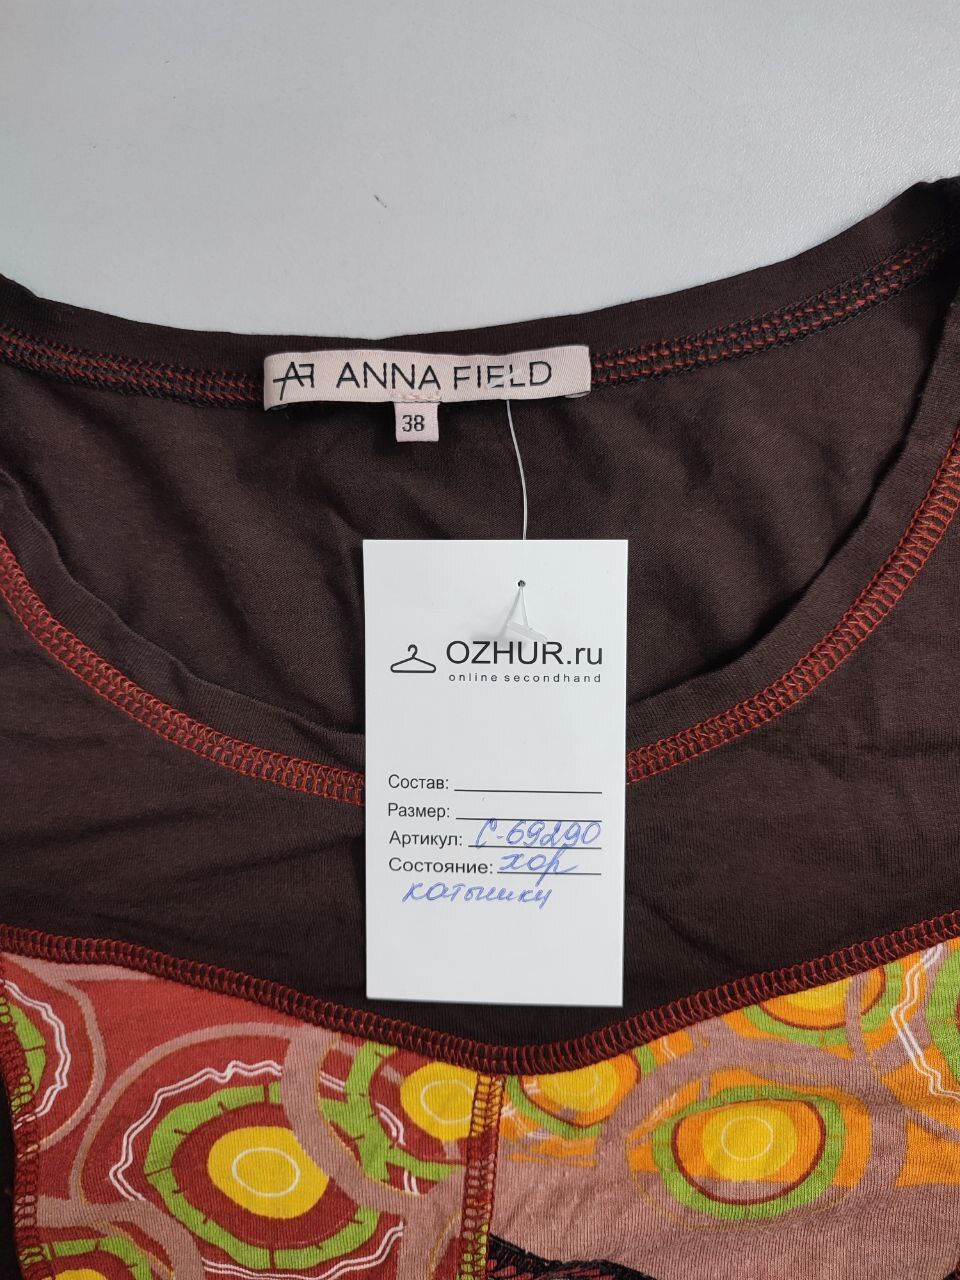 AF ANNA FIELD
38
OZHUR.ru
online secondhand
Состав:
Размер:
Артикул: С-69290
Состояние: хор
катышки